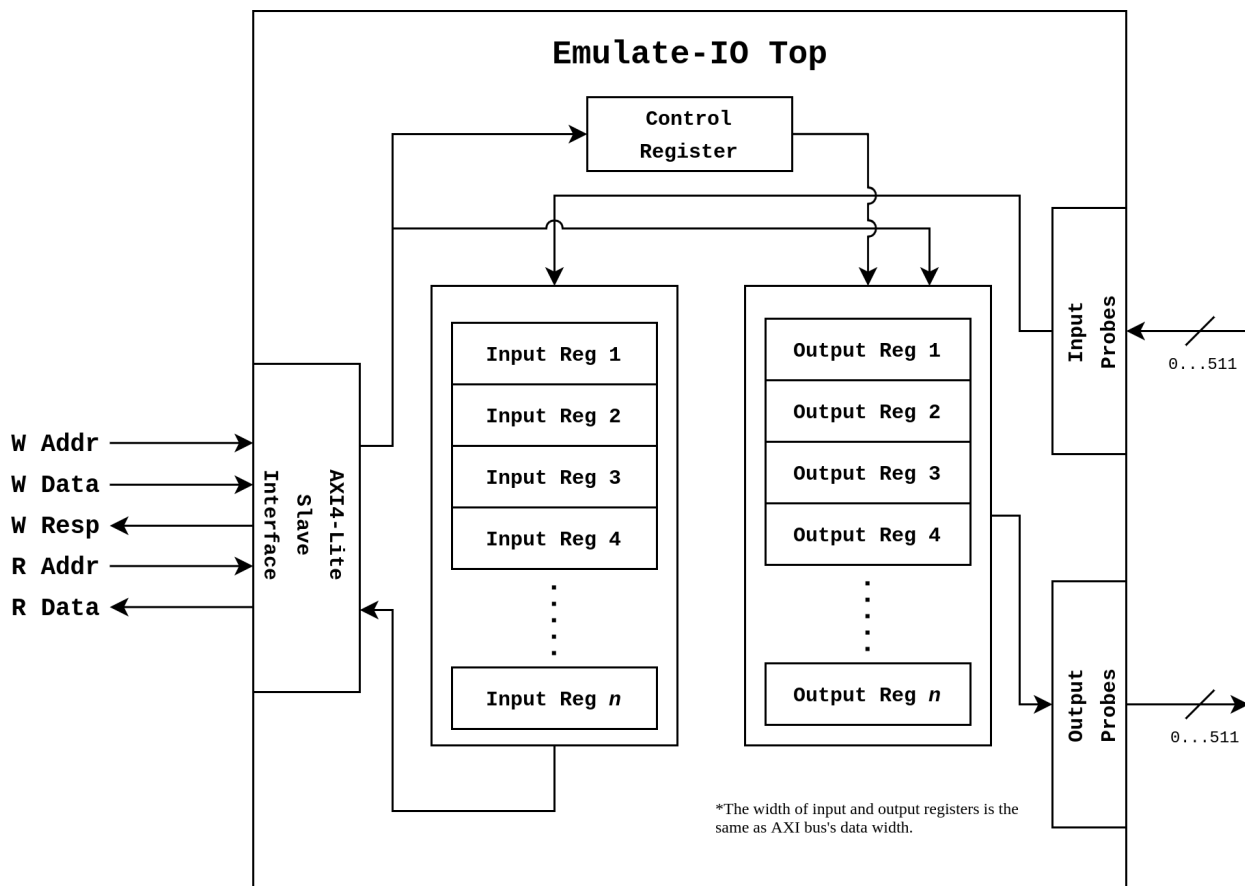 Emulate-IO Top
Control
Register
Input
Probes
0...511
Input Reg 1
Input Reg 2
Input Reg 3
Input Reg 4
Input Reg n
Output Reg 1
Output Reg 2
Output Reg 3
Output Reg 4
Output Reg n
W Addr
W Data
W Resp
R Addr
R Data
AXI4-Lite
Slave
Interface
Output
Probes
0...511
*The width of input and output registers is the
same as AXI bus's data width.